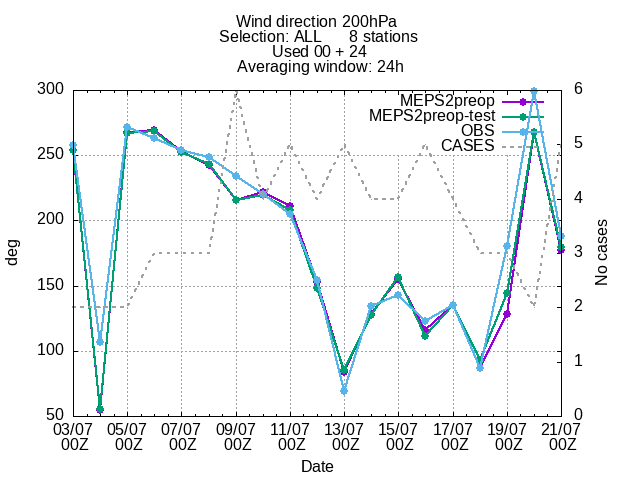 Wind direction 200hPa
Selection: ALL 8 stations
Used 00 + 24
Averaging window: 24h
300 6
MEPS2preop
MEPS2preop-test
OBS
CASES
250 5
200 4
150 3
100 2
50 1
0
deg
No cases
03/07 05/07 07/07 09/07 11/07 13/07 15/07 17/07 19/07 21/07
00Z 00Z 00Z 00Z 00Z 00Z 00Z 00Z 00Z 00Z
Date